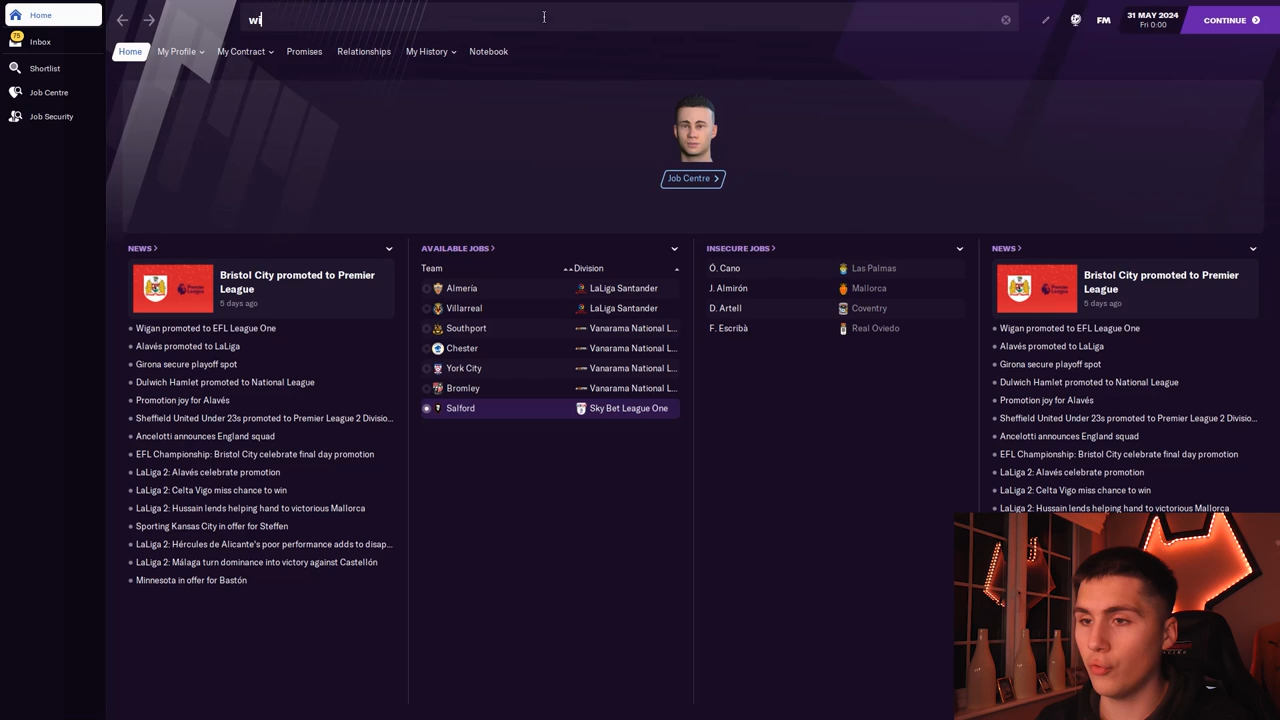 Home
75
Inbox
Shortlist
Job Centre
Job Security
wi
FM
31 MAY 2024
Fri 0:00
CONTINUE
Home
My Profile
My Contract
Promises
Relationships
My History
Notebook
Job Centre
NEWS
Bristol City promoted to Premier League
5 days ago
Wigan promoted to EFL League One
Alavés promoted to LaLiga
Girona secure playoff spot
Dulwich Hamlet promoted to National League
Promotion joy for Alavés
Sheffield United Under 23s promoted to Premier League 2 Divisio...
Ancelotti announces England squad
EFL Championship: Bristol City celebrate final day promotion
LaLiga 2: Alavés celebrate promotion
LaLiga 2: Celta Vigo miss chance to win
LaLiga 2: Hussain lends helping hand to victorious Mallorca
Sporting Kansas City in offer for Steffen
LaLiga 2: Hércules de Alicante's poor performance adds to disap...
LaLiga 2: Málaga turn dominance into victory against Castellón
Minnesota in offer for Bastón
AVAILABLE JOBS
Team Division
Almería LaLiga Santander
Villarreal LaLiga Santander
Southport Vanarama National L...
Chester Vanarama National L...
York City Vanarama National L...
Bromley Vanarama National L...
Salford Sky Bet League One
INSECURE JOBS
Ó. Cano Las Palmas
J. Almirón Mallorca
D. Artell Coventry
F. Escribà Real Oviedo
NEWS
Bristol City promoted to Premier League
5 days ago
Wigan promoted to EFL League One
Alavés promoted to LaLiga
Girona secure playoff spot
Dulwich Hamlet promoted to National League
Promotion joy for Alavés
Sheffield United Under 23s promoted to Premier League 2 Divisio...
Ancelotti announces England squad
EFL Championship: Bristol City celebrate final day promotion
LaLiga 2: Alavés celebrate promotion
LaLiga 2: Celta Vigo miss chance to win
LaLiga 2: Hussain lends helping hand to victorious Mallorca